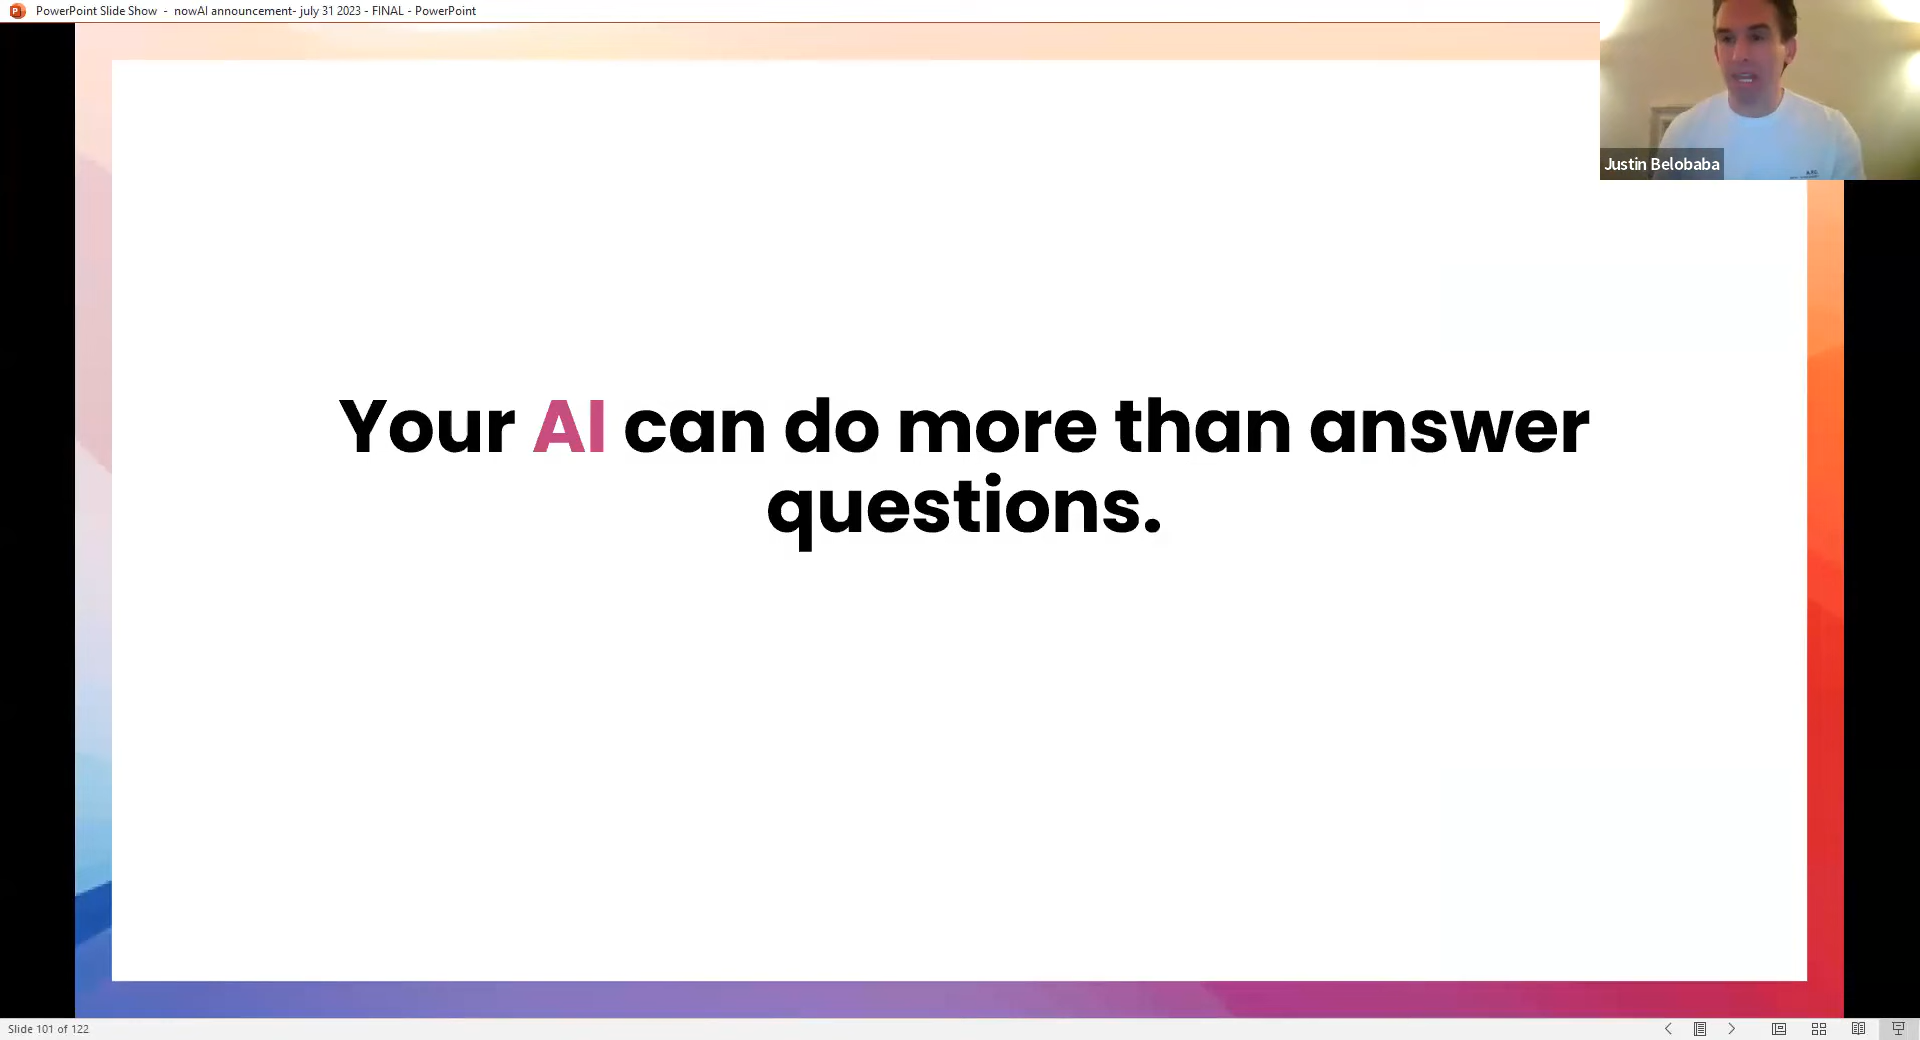 PowerPoint Slide Show - nowAI announcement- july 31 2023 - FINAL - PowerPoint
Justin Belobaba
Your AI can do more than answer
questions.
Slide 101 of 122